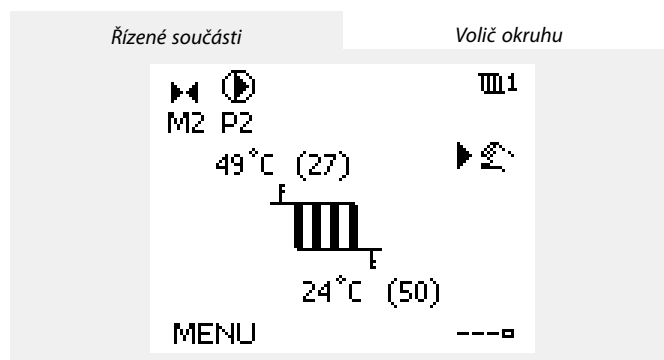 Řízené součásti Volič okruhu
1
M2 P2
49°C (27)
24°C (50)
MENU